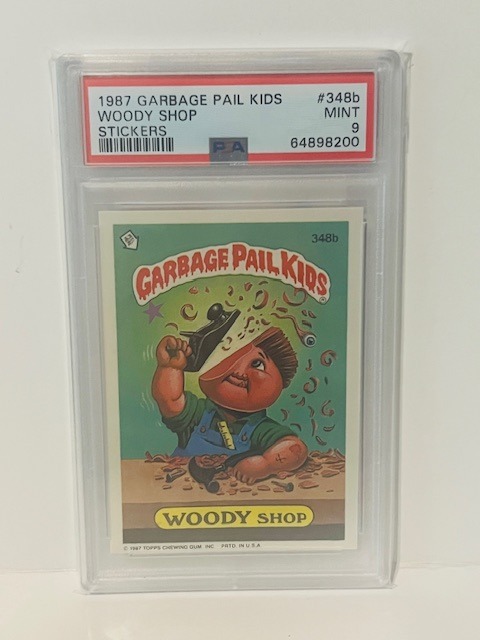 1987 GARBAGE PAIL KIDS #348b
WOODY SHOP MINT
STICKERS 9
PSA 64898200
348b
GARBAGE PAIL KIDS®
WOODY SHOP
© 1987 TOPPS CHEWING GUM, INC. PRTD. IN U.S.A.